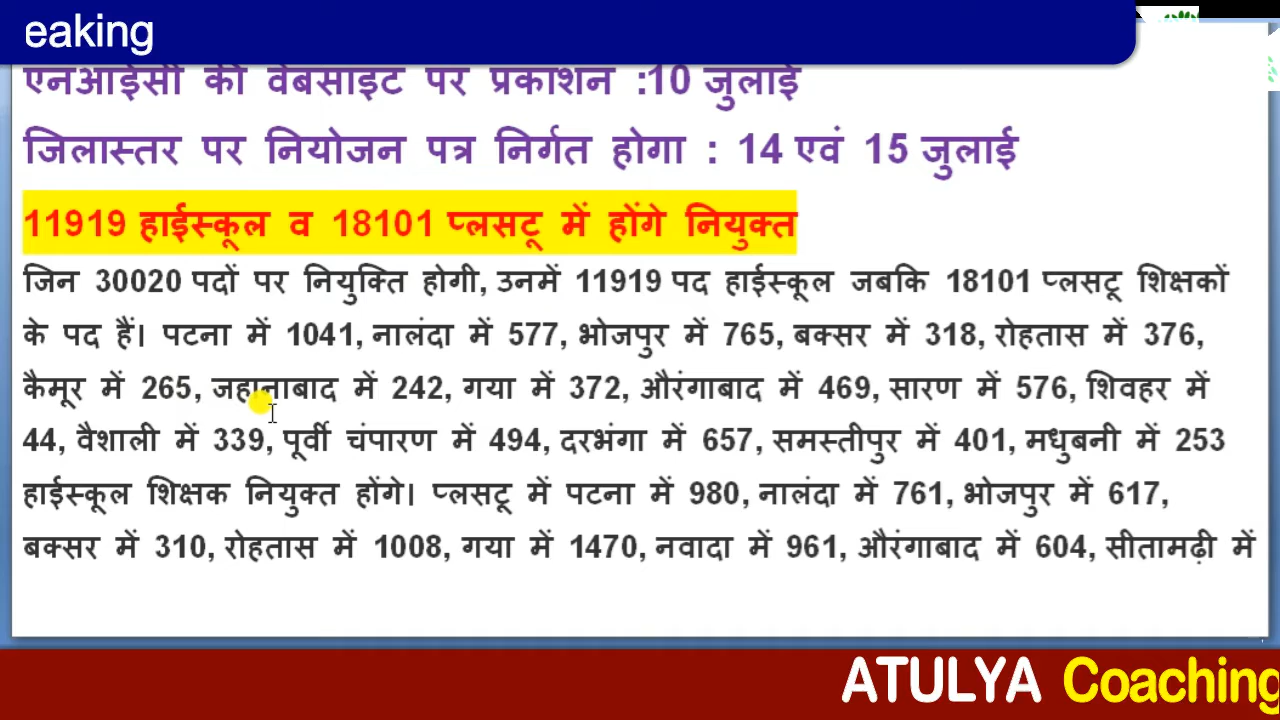 eaking
एनआईसी की वेबसाइट पर प्रकाशन :10 जुलाई
जिलास्तर पर नियोजन पत्र निर्गत होगा : 14 एवं 15 जुलाई
11919 हाईस्कूल व 18101 प्लसटू में होंगे नियुक्त
जिन 30020 पदों पर नियुक्ति होगी, उनमें 11919 पद हाईस्कूल जबकि 18101 प्लसटू शिक्षकों
के पद हैं। पटना में 1041, नालंदा में 577, भोजपुर में 765, बक्सर में 318, रोहतास में 376,
कैमूर में 265, जहानाबाद में 242, गया में 372, औरंगाबाद में 469, सारण में 576, शिवहर में
44, वैशाली में 339, पूर्वी चंपारण में 494, दरभंगा में 657, समस्तीपुर में 401, मधुबनी में 253
हाईस्कूल शिक्षक नियुक्त होंगे। प्लसटू में पटना में 980, नालंदा में 761, भोजपुर में 617,
बक्सर में 310, रोहतास में 1008, गया में 1470, नवादा में 961, औरंगाबाद में 604, सीतामढ़ी में
ATULYA Coaching